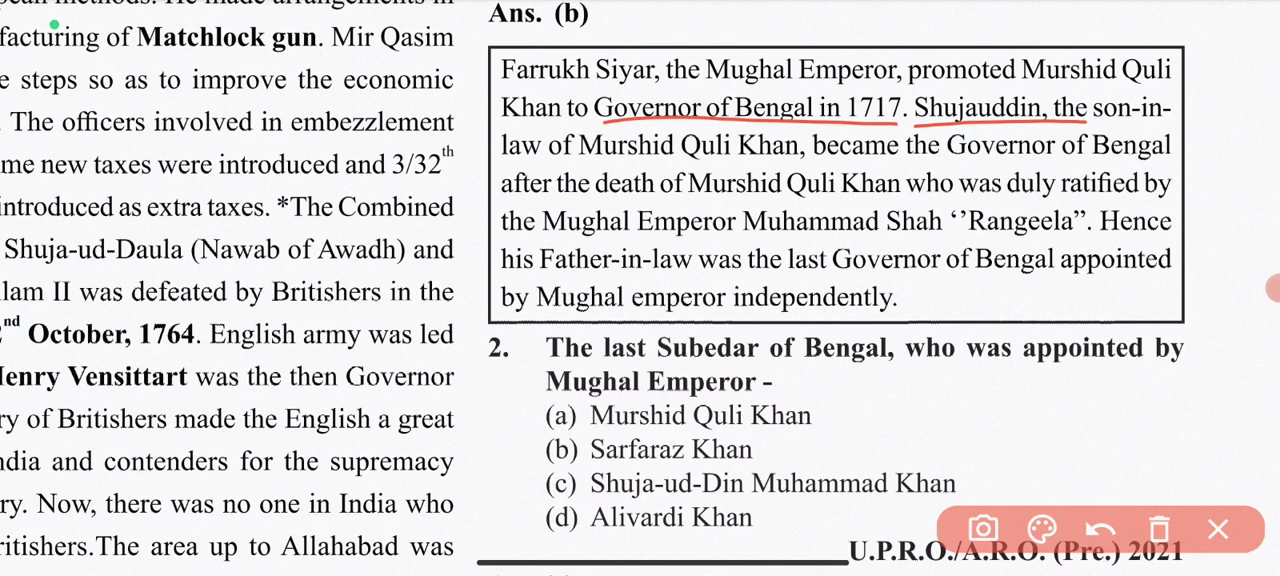 facturing of Matchlock gun. Mir Qasim
e steps so as to improve the economic
. The officers involved in embezzlement
me new taxes were introduced and 3/32th
introduced as extra taxes. *The Combined
Shuja-ud-Daula (Nawab of Awadh) and
lam II was defeated by Britishers in the
nd October, 1764. English army was led
Henry Vensittart was the then Governor
ry of Britishers made the English a great
ndia and contenders for the supremacy
ry. Now, there was no one in India who
ritishers.The area up to Allahabad was
Ans. (b)
Farrukh Siyar, the Mughal Emperor, promoted Murshid Quli
Khan to Governor of Bengal in 1717. Shujauddin, the son-in-
law of Murshid Quli Khan, became the Governor of Bengal
after the death of Murshid Quli Khan who was duly ratified by
the Mughal Emperor Muhammad Shah ‘’Rangeela”. Hence
his Father-in-law was the last Governor of Bengal appointed
by Mughal emperor independently.
2. The last Subedar of Bengal, who was appointed by
Mughal Emperor -
(a) Murshid Quli Khan
(b) Sarfaraz Khan
(c) Shuja-ud-Din Muhammad Khan
(d) Alivardi Khan
U.P.R.O./A.R.O. (Pre.) 2021